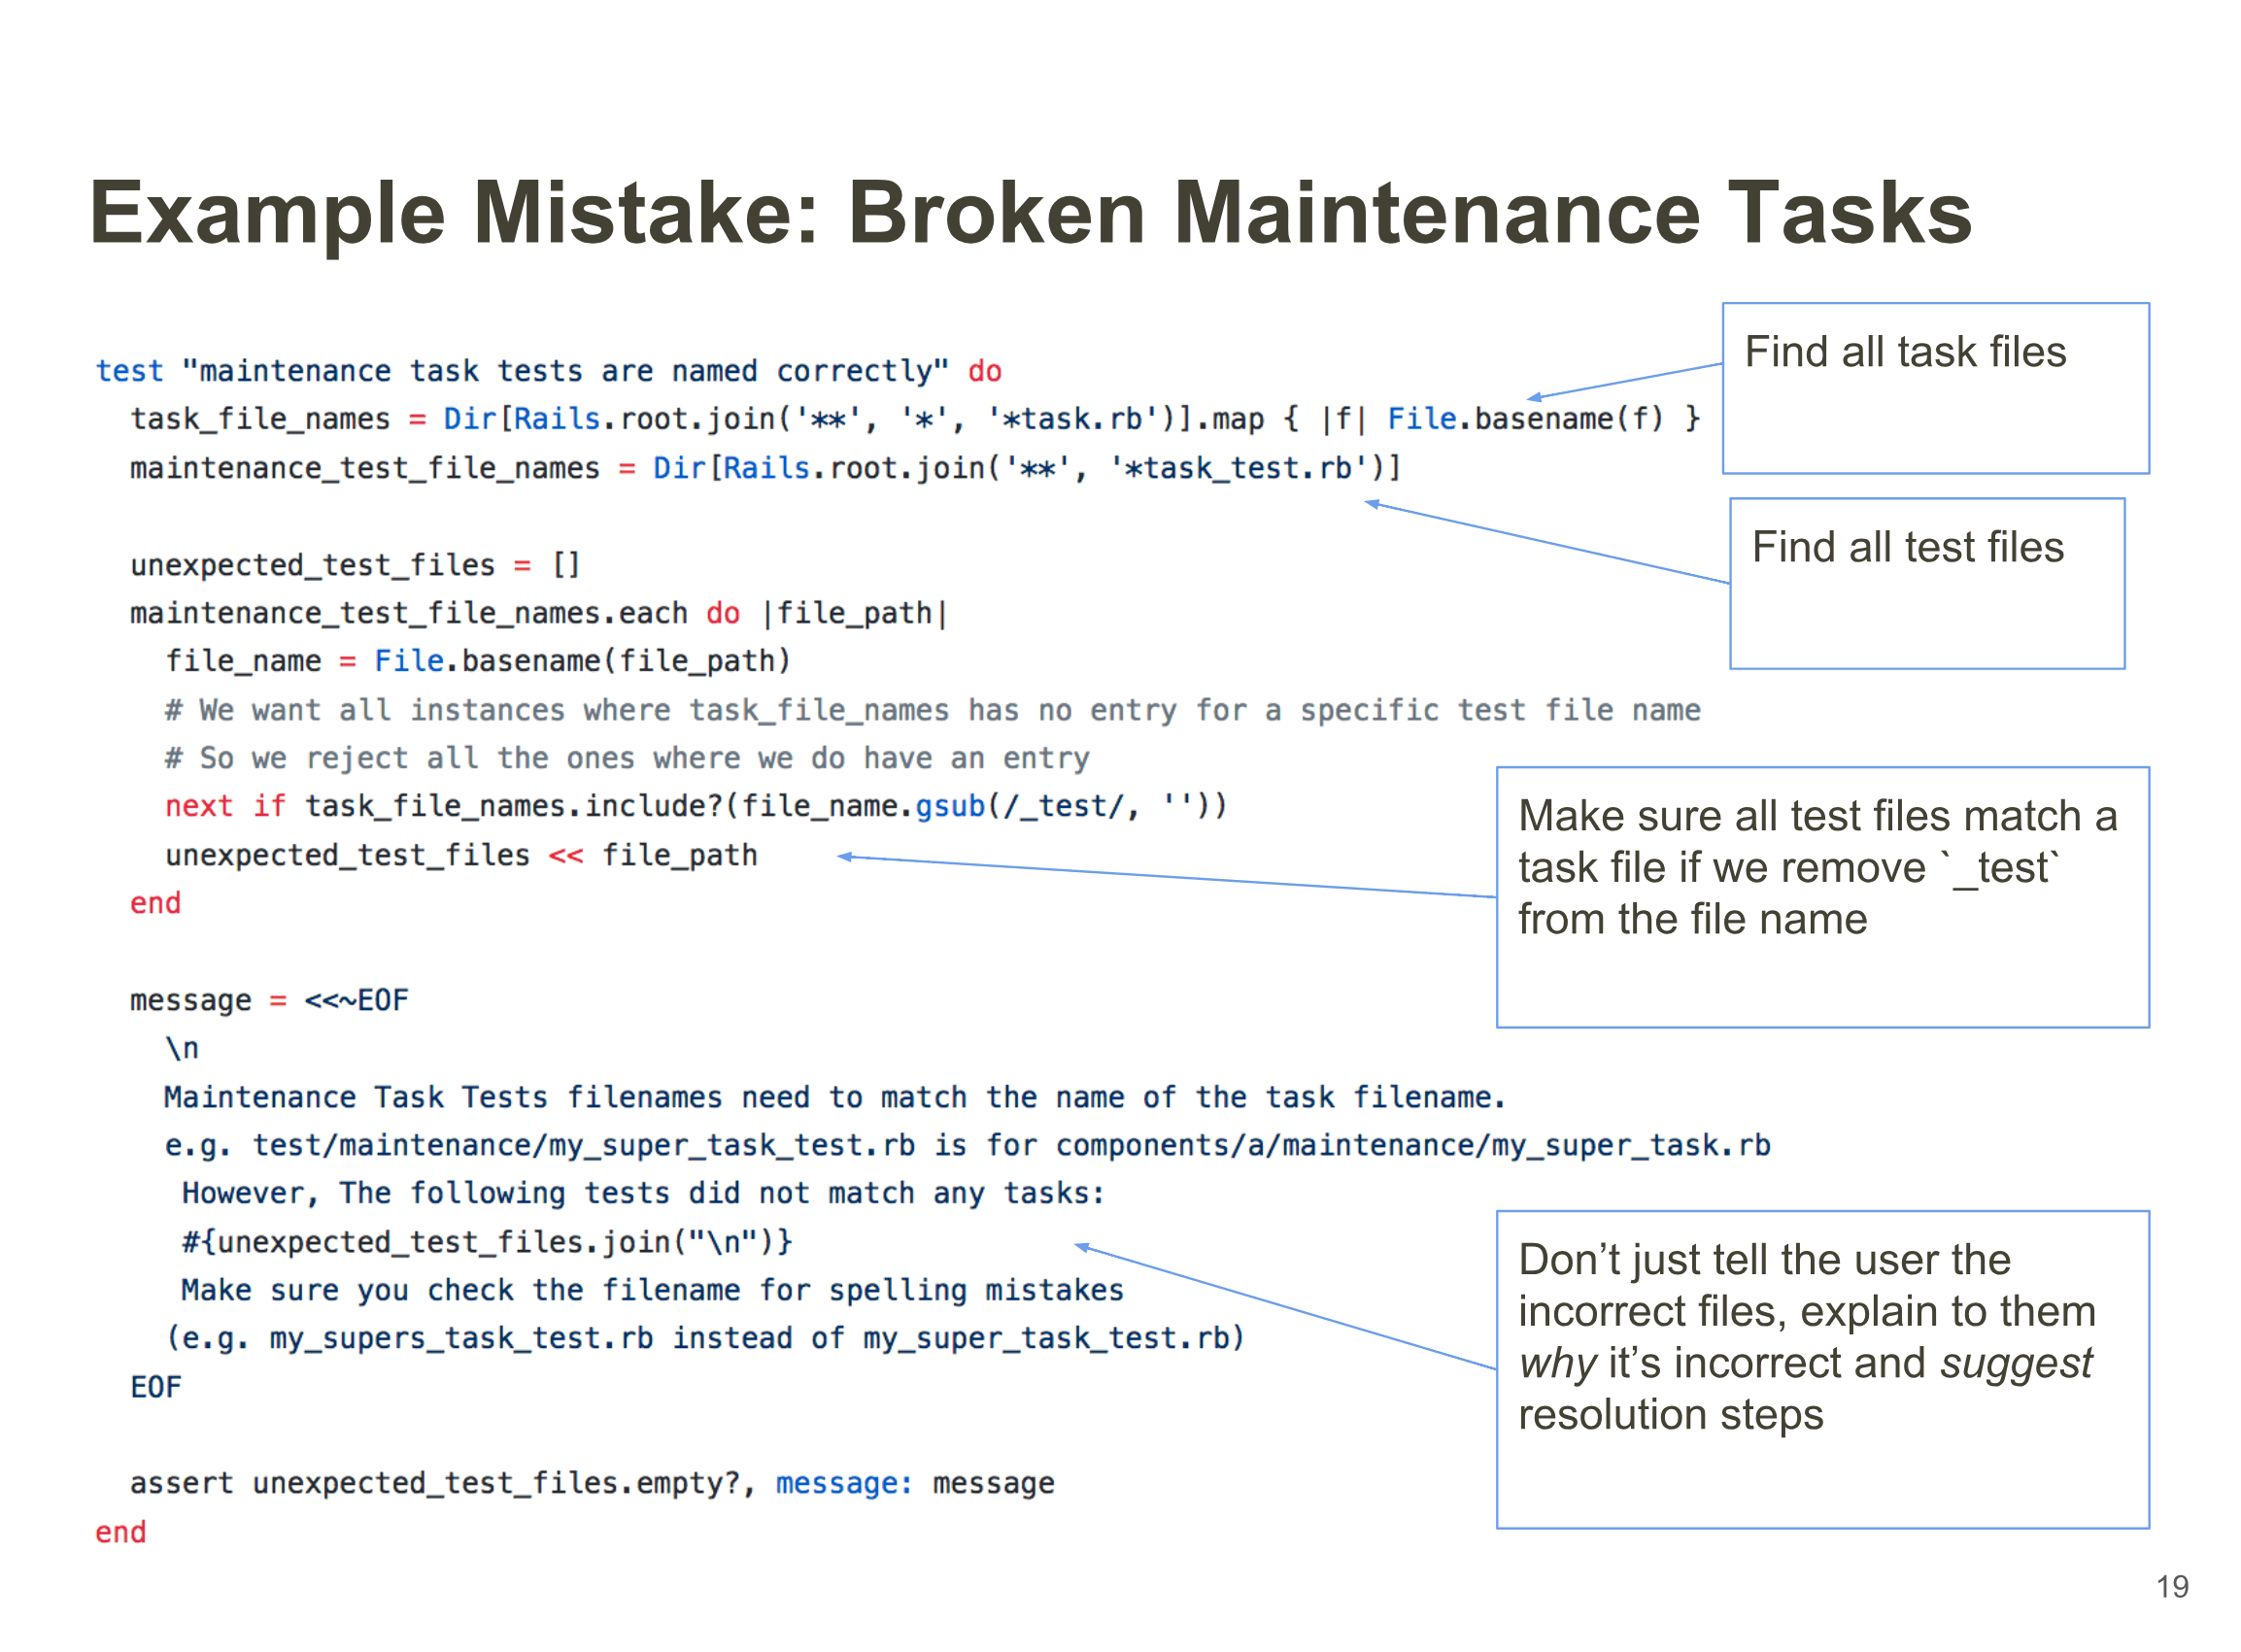 Example Mistake: Broken Maintenance Tasks
test "maintenance task tests are named correctly" do
  task_file_names = Dir[Rails.root.join('**', '*', '*task.rb')].map { |f| File.basename(f) }
  maintenance_test_file_names = Dir[Rails.root.join('**', '*task_test.rb')]
  unexpected_test_files = []
  maintenance_test_file_names.each do |file_path|
    file_name = File.basename(file_path)
    # We want all instances where task_file_names has no entry for a specific test file name
    # So we reject all the ones where we do have an entry
    next if task_file_names.include?(file_name.gsub(/_test/, ''))
    unexpected_test_files << file_path
  end
  message = <<~EOF
    \n
    Maintenance Task Tests filenames need to match the name of the task filename.
    e.g. test/maintenance/my_super_task_test.rb is for components/a/maintenance/my_super_task.rb
     However, The following tests did not match any tasks:
     #{unexpected_test_files.join("\n")}
     Make sure you check the filename for spelling mistakes
    (e.g. my_supers_task_test.rb instead of my_super_task_test.rb)
  EOF
  assert unexpected_test_files.empty?, message: message
end
Find all task files
Find all test files
Make sure all test files match a
task file if we remove `_test`
from the file name
Don’t just tell the user the
incorrect files, explain to them
why it’s incorrect and suggest
resolution steps
19